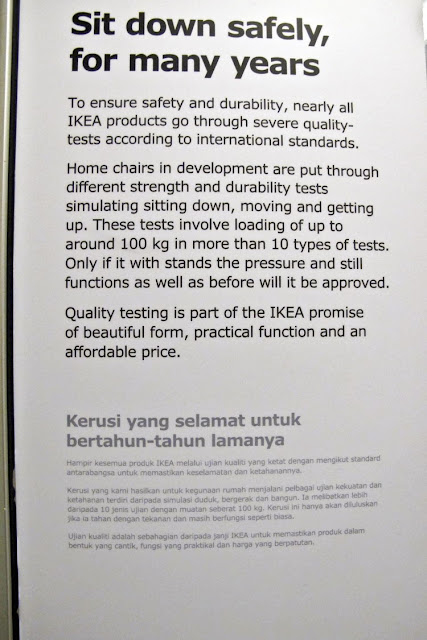 Sit down safely,
for many years
To ensure safety and durability, nearly all
IKEA products go through severe quality-
tests according to international standards.
Home chairs in development are put through
different strength and durability tests
simulating sitting down, moving and getting
up. These tests involve loading of up to
around 100 kg in more than 10 types of tests.
Only if it with stands the pressure and still
functions as well as before will it be approved.
Quality testing is part of the IKEA promise
of beautiful form, practical function and an
affordable price.
Kerusi yang selamat untuk
bertahun-tahun lamanya
Hampir kesemua produk IKEA melalui ujian kualiti yang ketat dengan mengikut standard
antarabangsa untuk memastikan keselamatan dan ketahanannya.
Kerusi yang kami hasilkan untuk kegunaan rumah menjalani pelbagai ujian kekuatan dan
ketahanan terdiri daripada simulasi duduk, bergerak dan bangun. Ia melibatkan lebih
daripada 10 jenis ujian dengan muatan seberat 100 kg. Kerusi ini hanya akan diluluskan
jika ia tahan dengan tekanan dan masih berfungsi seperti biasa.
Ujian kualiti adalah sebahagian daripada janji IKEA untuk memastikan produk dalam
bentuk yang cantik, fungsi yang praktikal dan harga yang berpatutan.